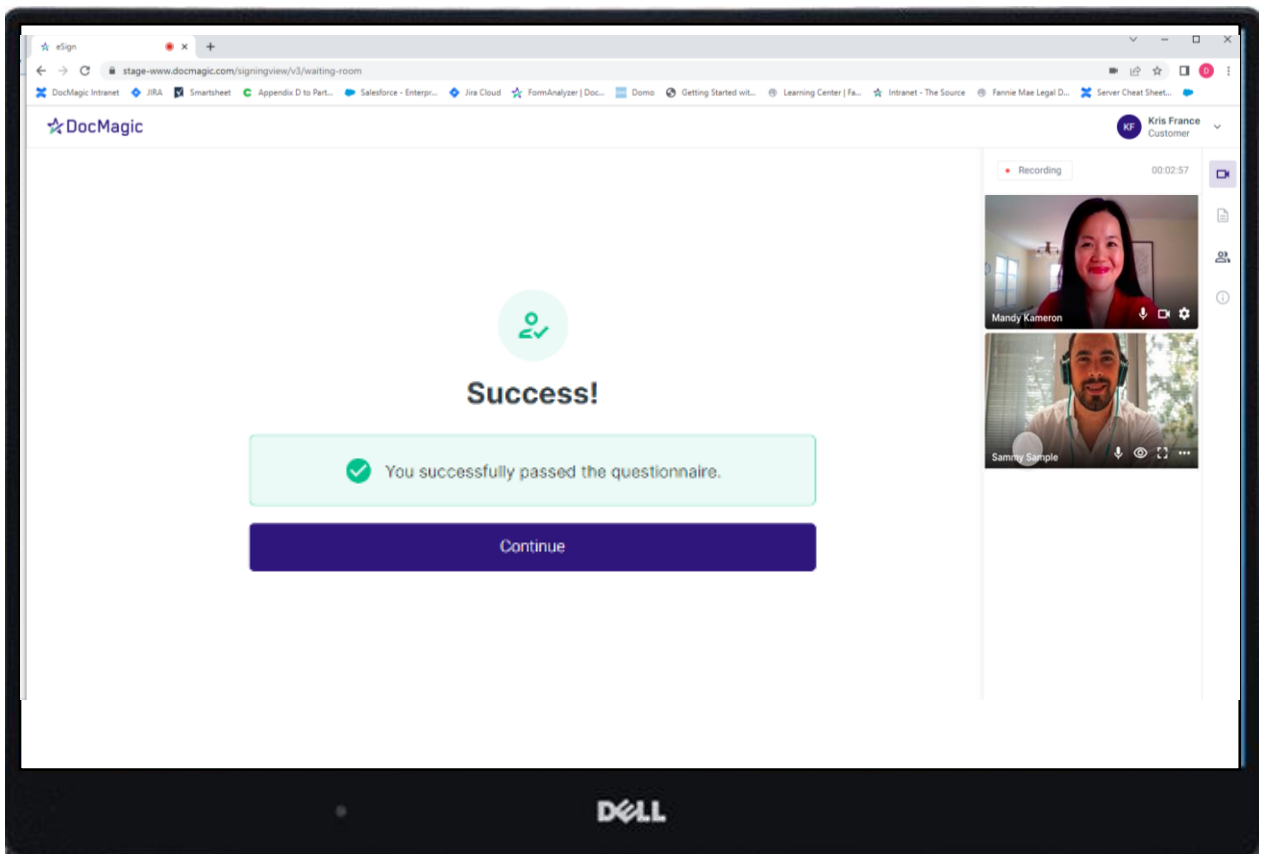 eSign
stage-www.docmagic.com/signingview/v3/waiting-room
DocMagic Intranet JIRA Smartsheet Appendix D to Part... Salesforce - Enterpr... Jira Cloud FormAnalyzer | Doc... Domo Getting Started wit... Learning Center | Fa... Intranet - The Source Fannie Mae Legal D... Server Cheat Sheet...
DocMagic
KF
Kris France
Customer
Recording 00:02:57
Mandy Kameron
Sammy Sample
Success!
You successfully passed the questionnaire.
Continue
DELL